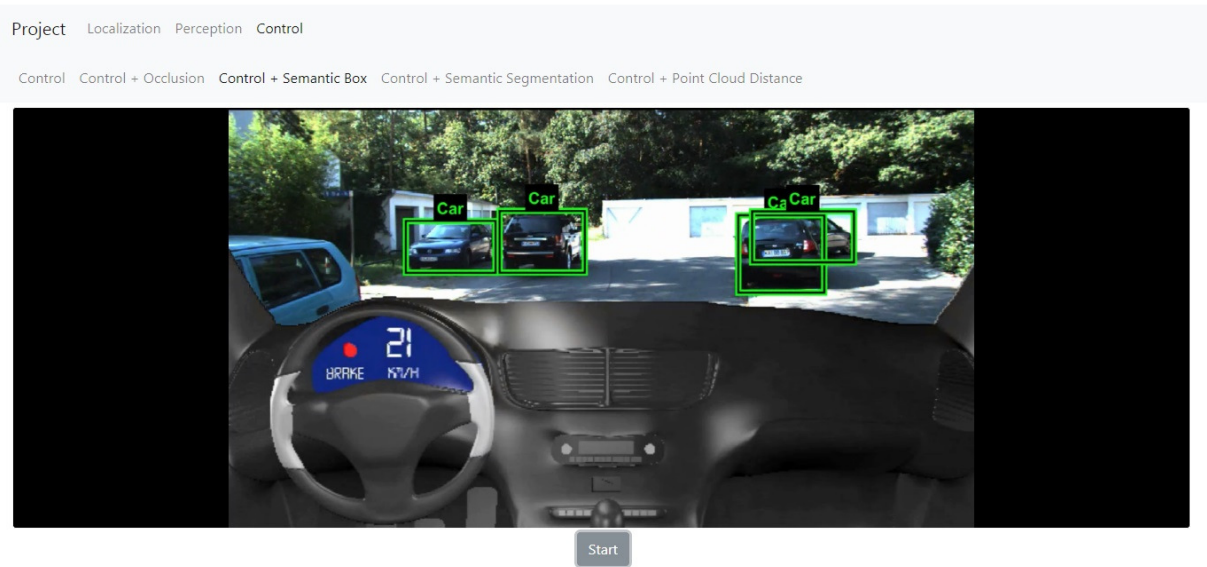 Project Localization Perception Control
Control Control + Occlusion Control + Semantic Box Control + Semantic Segmentation Control + Point Cloud Distance
Car
Car
Ca
Car
21
BRAKE KM/H
Start